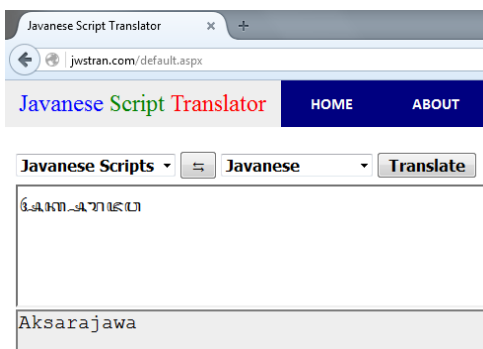 Javanese Script Translator
jwstran.com/default.aspx
Javanese Script Translator HOME ABOUT
Javanese Scripts Javanese Translate
Aksarajawa